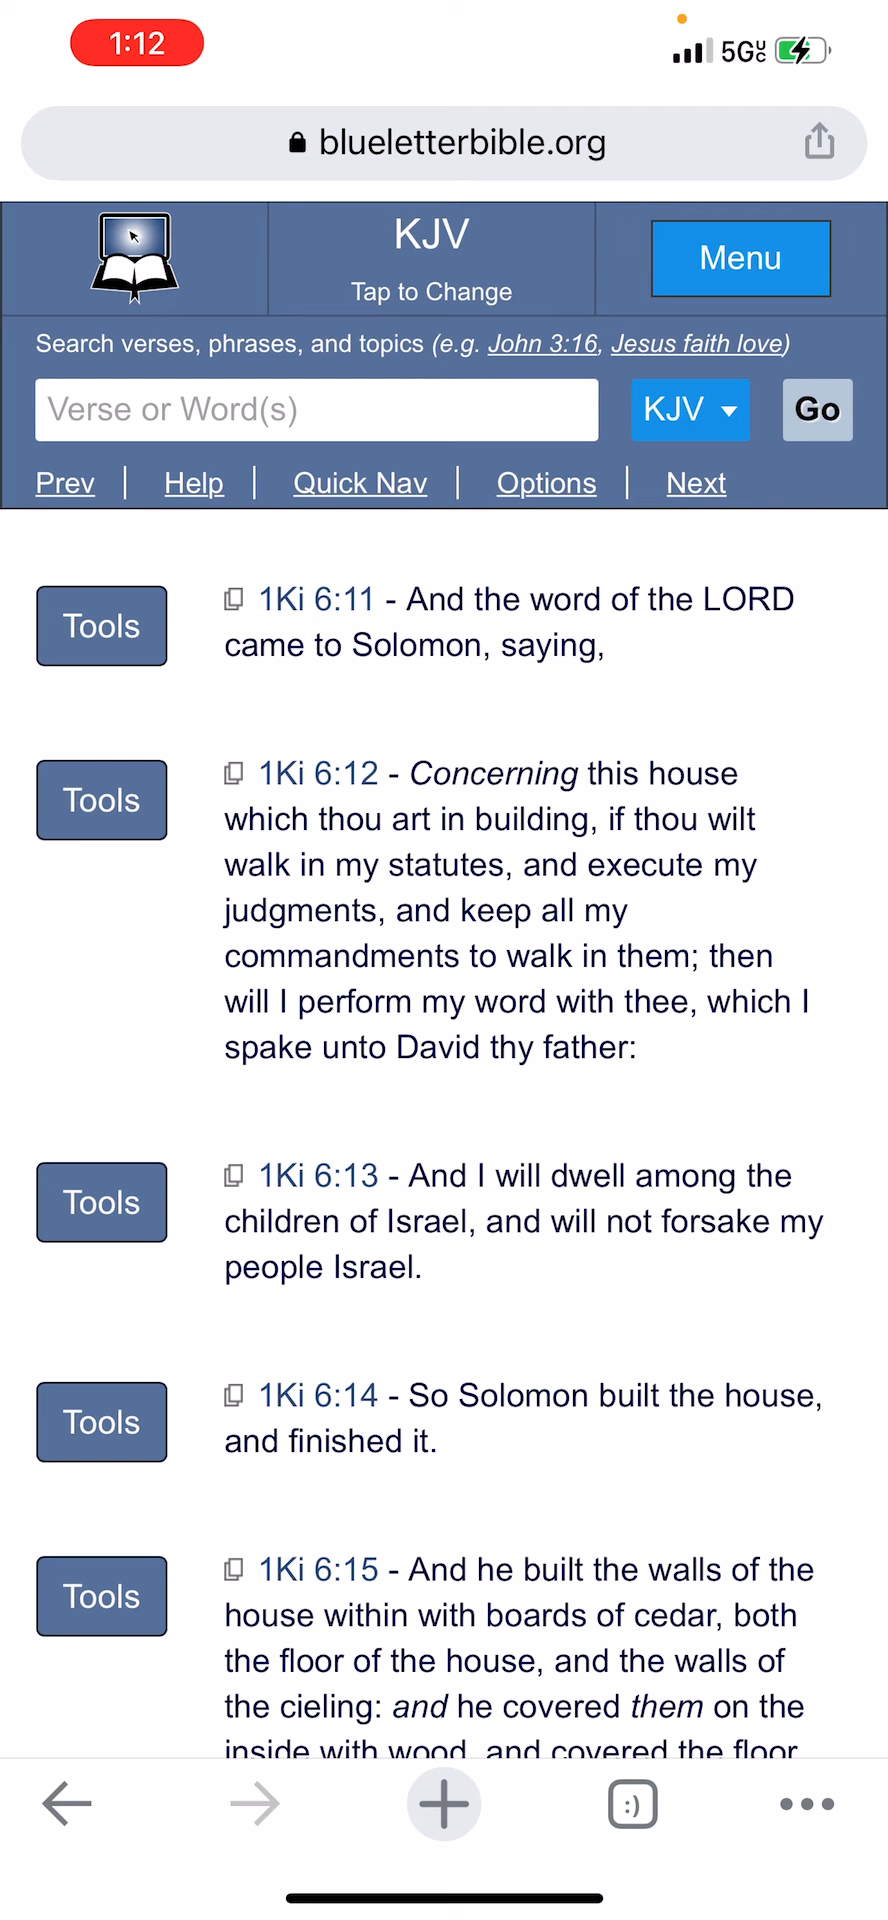 1:12
5G
blueletterbible.org
KJV
Tap to Change
Menu
Search verses, phrases, and topics (e.g. John 3:16, Jesus faith love)
Verse or Word(s)
KJV
Go
Prev | Help | Quick Nav | Options | Next
Tools
1Ki 6:11 - And the word of the LORD
came to Solomon, saying,
Tools
1Ki 6:12 - Concerning this house
which thou art in building, if thou wilt
walk in my statutes, and execute my
judgments, and keep all my
commandments to walk in them; then
will I perform my word with thee, which I
spake unto David thy father:
Tools
1Ki 6:13 - And I will dwell among the
children of Israel, and will not forsake my
people Israel.
Tools
1Ki 6:14 - So Solomon built the house,
and finished it.
Tools
1Ki 6:15 - And he built the walls of the
house within with boards of cedar, both
the floor of the house, and the walls of
the cieling: and he covered them on the
inside with wood, and covered the floor
:)